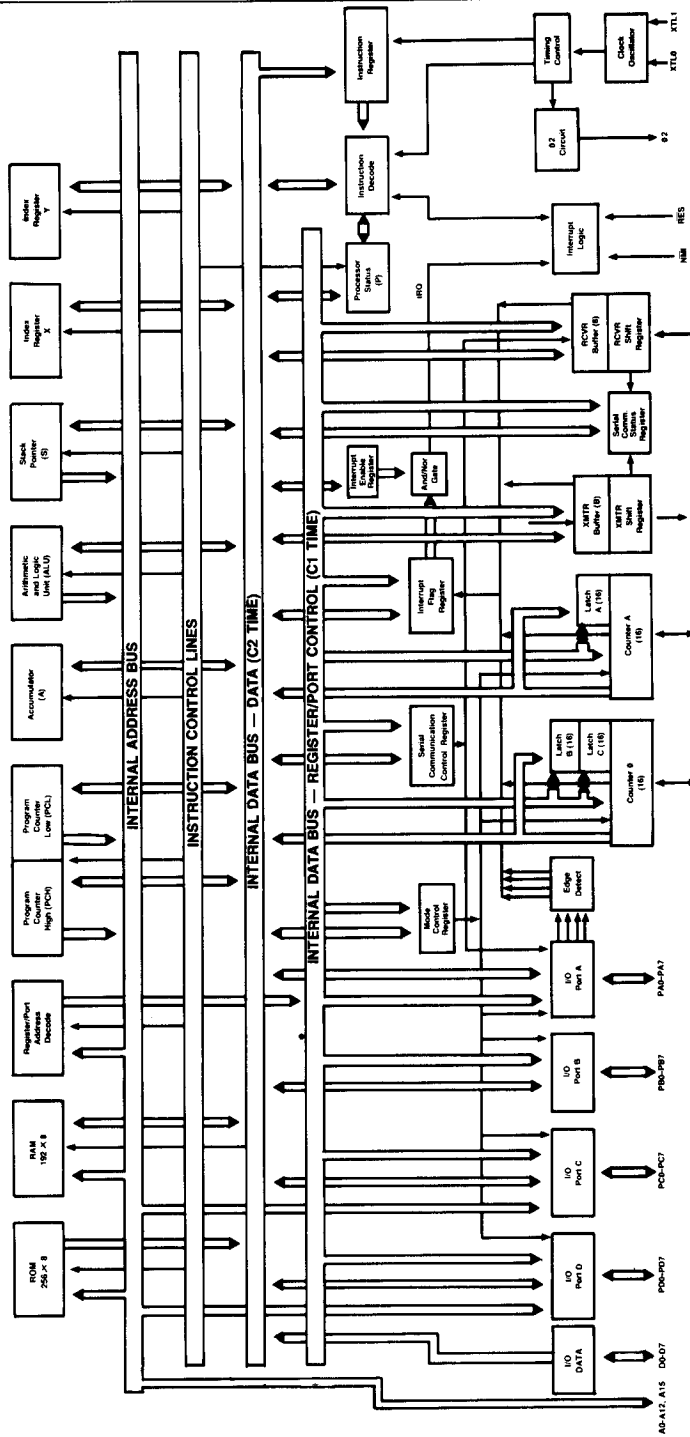 ROM
256 × 8
RAM
192 × 8
Register/Port
Address
Decode
Program
Counter
High (PCH)
Program
Counter
Low (PCL)
Accumulator
(A)
Arithmetic
and Logic
Unit (ALU)
Stack
Pointer
(S)
Index
Register
X
Index
Register
Y
INTERNAL ADDRESS BUS
INSTRUCTION CONTROL LINES
INTERNAL DATA BUS — DATA (C2 TIME)
INTERNAL DATA BUS — REGISTER/PORT CONTROL (C1 TIME)
Processor
Status
(P)
Instruction
Decode
Instruction
Register
Mode
Control
Register
Serial
Communication
Control Register
Interrupt
Flag
Register
Interrupt
Enable
Register
And/Nor
Gate
IRQ
Interrupt
Logic
Timing
Control
Clock
Oscillator
02
Circuit
I/O
DATA
I/O
Port D
I/O
Port C
I/O
Port B
I/O
Port A
Edge
Detect
Latch
B (16)
Latch
C (16)
Counter B
(16)
Latch
A (16)
Counter A
(16)
XMTR
Buffer (8)
XMTR
Shift
Register
Serial
Comm.
Status
Register
RCVR
Buffer (8)
RCVR
Shift
Register
A0-A12, A15
D0-D7
PD0-PD7
PC0-PC7
PB0-PB7
PA0-PA7
NMI
RES
02
XTL0
XTL1